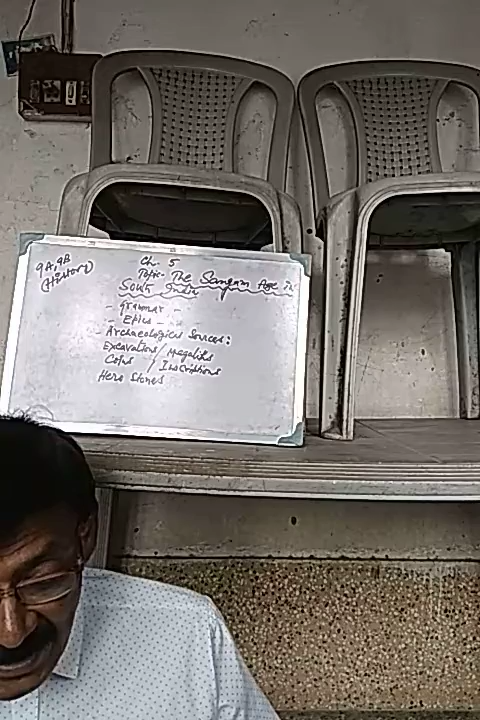 9A, 9B
(History)
Ch. 5
Topic- The Sangam Age in
South India
- Grammar -
- Epics -
Archaeological Sources:
Excavations / Megaliths
Coins / Inscriptions
Hero Stones